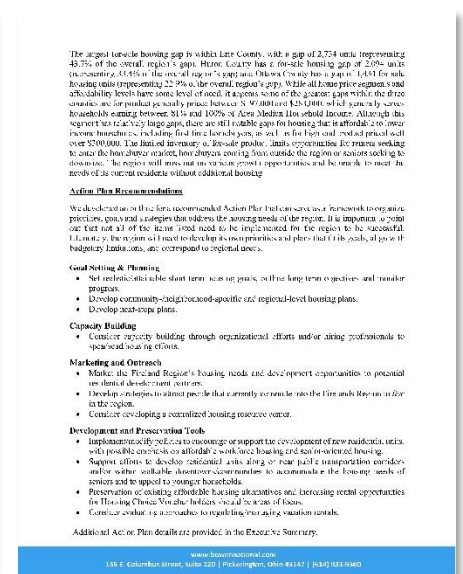 The largest for-sale housing gap is within Erie County, with a gap of 2,734 units (representing
43.7% of the overall region's gap). Huron County has a for-sale housing gap of 2,094 units
(representing 33.4% of the overall region's gap) and Ottawa County has a gap of 1,434 for-sale
housing units (representing 22.9% of the overall region's gap). While all home price segments and
affordability levels have some level of need, it appears some of the greatest gaps within the three
counties are for product generally priced between and $284,000, which generally serves
households earning between 81% and 100% of Area Median Household Income. Although this
segment has relatively large gaps, there are still notable gaps for housing that is affordable to lower
income households, including first-time homebuyers, as well as for high-end product priced well
over $300,000. The limited inventory of for-sale product limits opportunities for renters seeking
to enter the homebuyer market, homebuyers coming from outside the region or seniors seeking to
downsize. The region will miss out on various growth opportunities and be unable to meet the
needs of its current residents without additional housing
Action Plan Recommendations
We developed an outline for a recommended Action Plan that can serve as a framework to organize
priorities, goals and strategies that address the housing needs of the region. It is important to point
out that not all of the items listed need to be implemented for the region to be successful.
Ultimately, the region will need to develop its own priorities and plans that fit its goals, align with
budgetary limitations, and correspond to regional needs.
Goal Setting & Planning
• Set realistic/attainable short-term housing goals, outline long-term objectives and monitor
progress.
• Develop community-/neighborhood-specific and regional-level housing plans.
• Develop next-steps plans.
Capacity Building
• Consider capacity building through organizational efforts and/or hiring professionals to
spearhead housing efforts.
Marketing and Outreach
• Market the Fireland Region's housing needs and development opportunities to potential
residential development partners.
• Develop strategies to attract people that currently commute into the Firelands Region to live
in the region.
• Consider developing a centralized housing resource center.
Development and Preservation Tools
• Implement/modify policies to encourage or support the development of new residential units,
with possible emphasis on affordable workforce housing and senior-oriented housing.
• Support efforts to develop residential units along or near public transportation corridors
and/or within walkable downtowns/communities to accommodate the housing needs of
seniors and to appeal to younger households.
• Preservation of existing affordable housing alternatives and increasing rental opportunities
for Housing Choice Voucher holders should be areas of focus.
• Consider evaluating approaches to regulating/managing vacation rentals.
Additional Action Plan details are provided in the Executive Summary.
www.bowennational.com
155 E. Columbus Street, Suite 220 | Pickerington, Ohio 43147 | (614) 833-9300